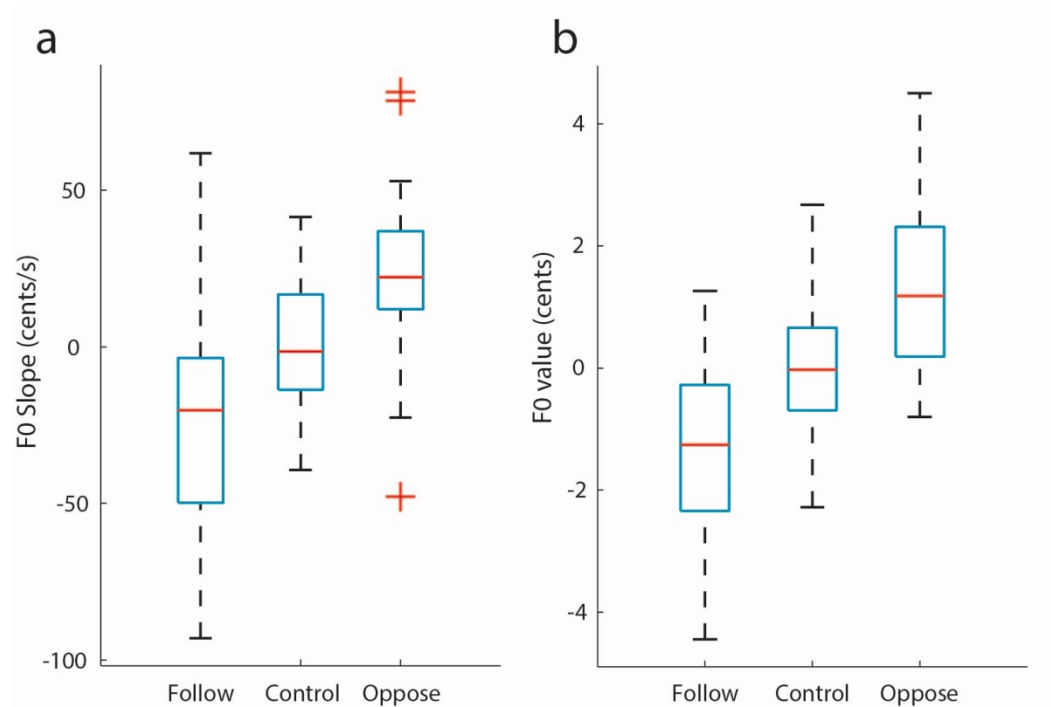 a
F0 Slope (cents/s)
50
0
-50
-100
Follow Control Oppose
b
F0 value (cents)
4
2
0
-2
-4
Follow Control Oppose